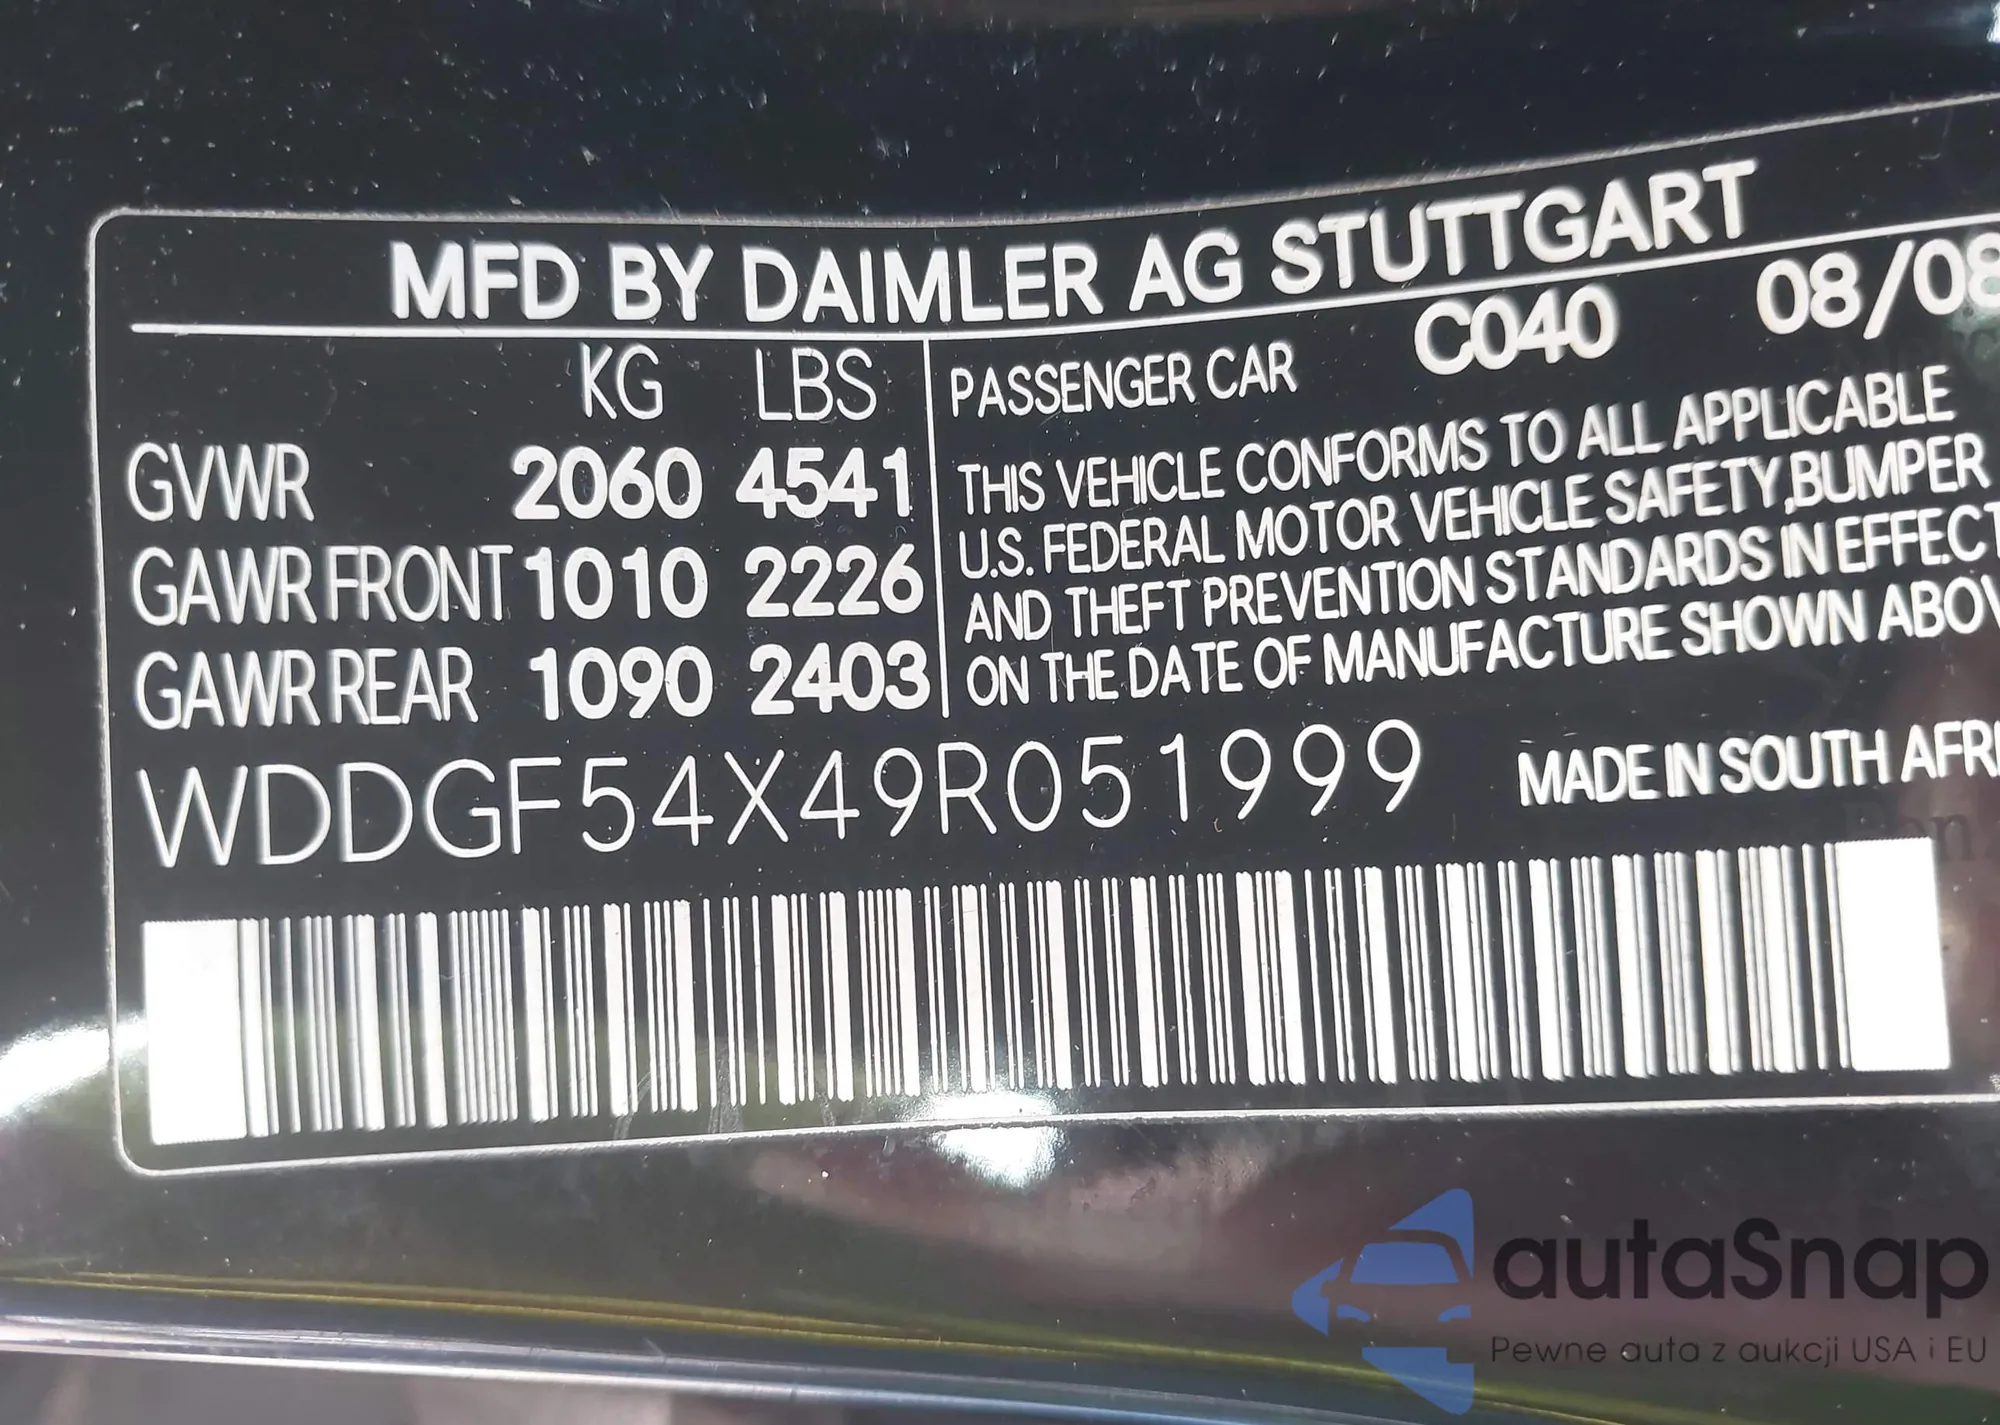 MFD BY DAIMLER AG STUTTGART
C040 08/08
KG LBS
PASSENGER CAR
GVWR 2060 4541
GAWR FRONT 1010 2226
GAWR REAR 1090 2403
THIS VEHICLE CONFORMS TO ALL APPLICABLE
U.S. FEDERAL MOTOR VEHICLE SAFETY,BUMPER
AND THEFT PREVENTION STANDARDS IN EFFECT
ON THE DATE OF MANUFACTURE SHOWN ABOV
WDDGF54X49R051999
MADE IN SOUTH AFRI
autaSnap
Pewne auta z aukcji USA i EU